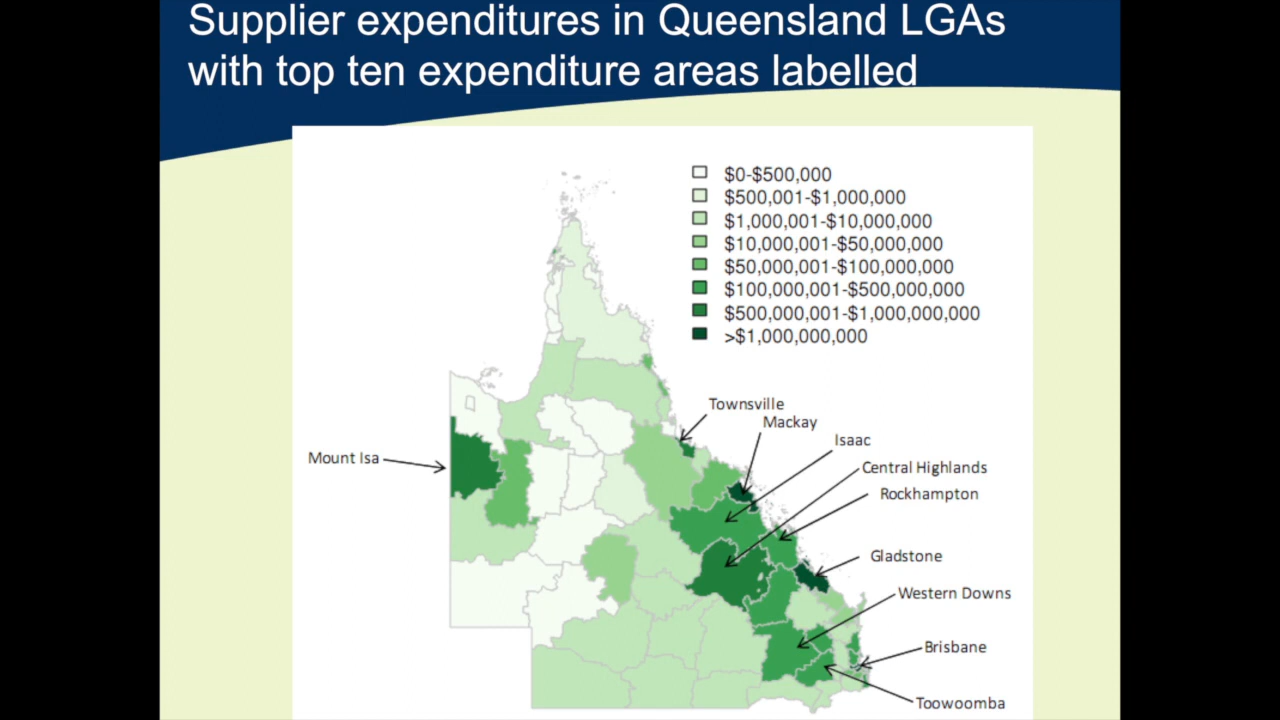 Supplier expenditures in Queensland LGAs
with top ten expenditure areas labelled
$0-$500,000
$500,001-$1,000,000
$1,000,001-$10,000,000
$10,000,001-$50,000,000
$50,000,001-$100,000,000
$100,000,001-$500,000,000
$500,000,001-$1,000,000,000
>$1,000,000,000
Townsville
Mackay
Isaac
Mount Isa
Central Highlands
Rockhampton
Gladstone
Western Downs
Brisbane
Toowoomba